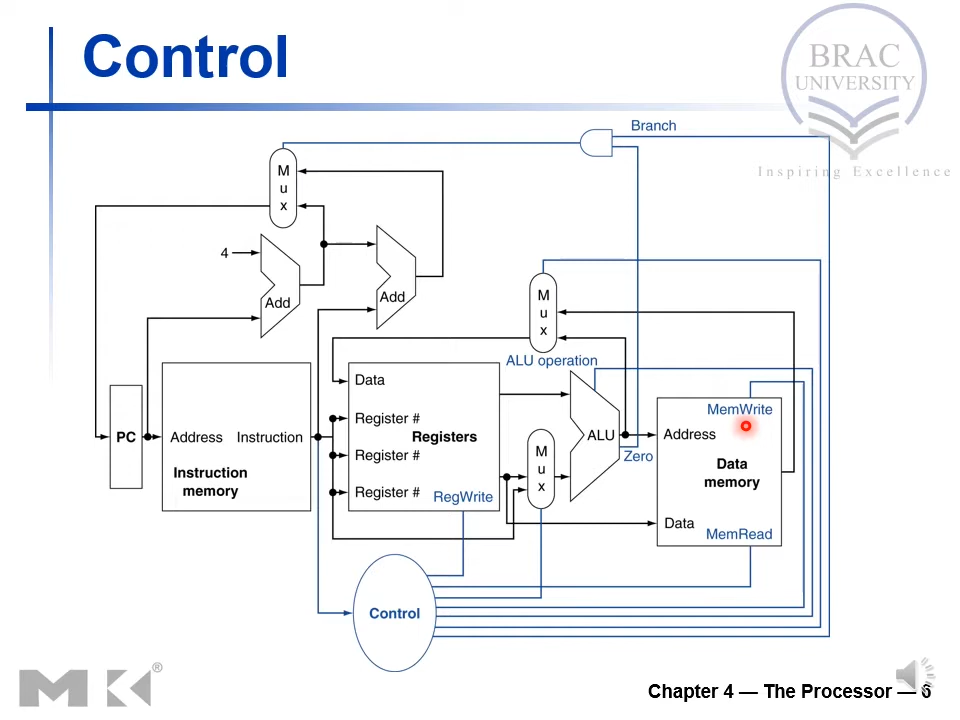 Control
BRAC
UNIVERSITY
Inspiring Excellence
Branch
M
u
x
4
Add
Add
M
u
x
ALU operation
Data
Register #
Registers
Register #
Register #
RegWrite
PC
Address
Instruction
Instruction
memory
M
u
x
ALU
Zero
MemWrite
Address
Data
memory
Data
MemRead
Control
MK®
Chapter 4 — The Processor — 6